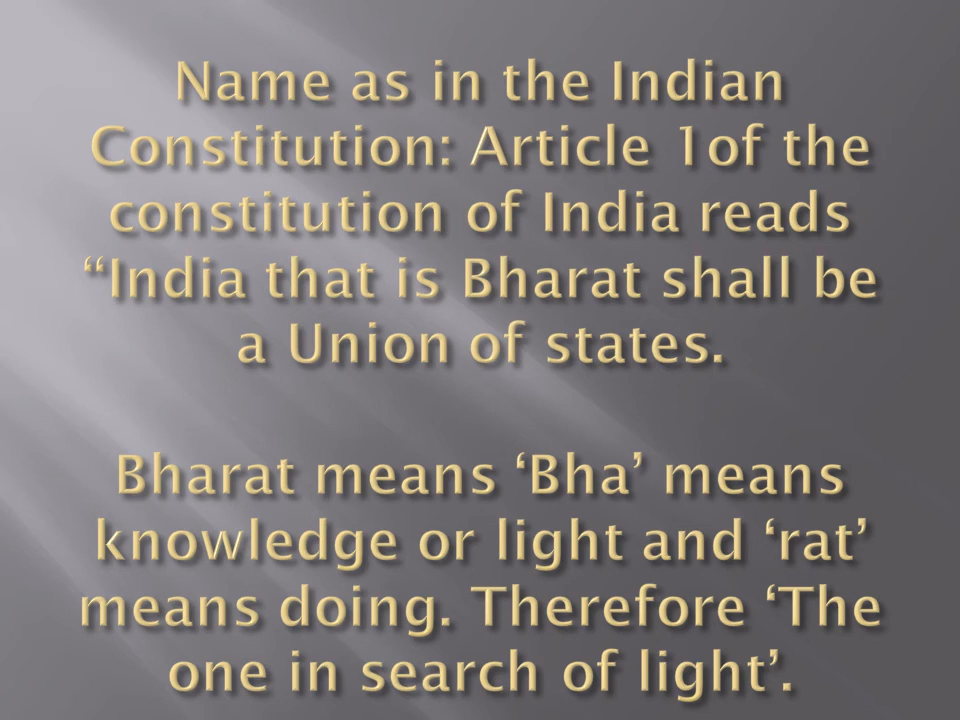 Name as in the Indian
Constitution: Article 1of the
constitution of India reads
“India that is Bharat shall be
a Union of states.
Bharat means ‘Bha’ means
knowledge or light and ‘rat’
means doing. Therefore ‘The
one in search of light’.